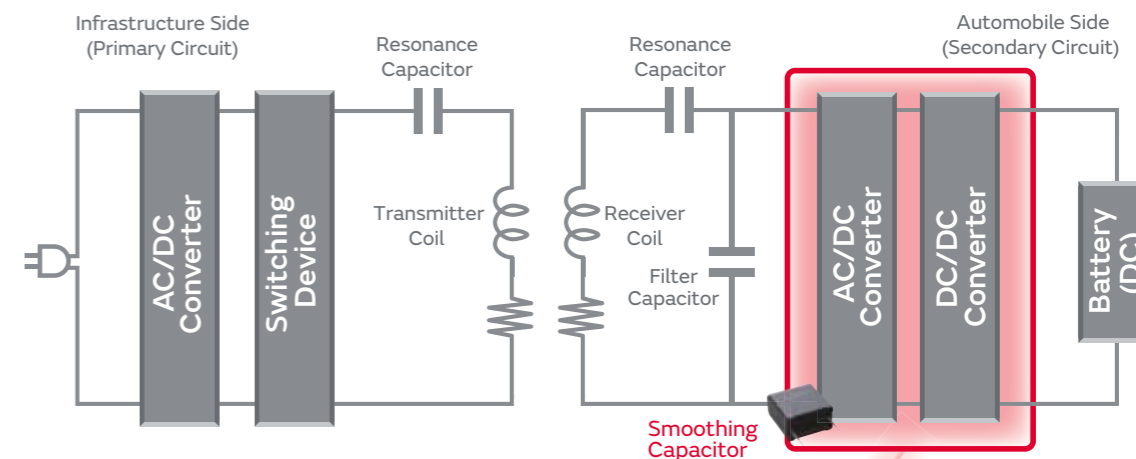 Infrastructure Side
(Primary Circuit)
Resonance
Capacitor
Resonance
Capacitor
Automobile Side
(Secondary Circuit)
AC/DC
Converter
Switching
Device
Transmitter
Coil
Receiver
Coil
Filter
Capacitor
AC/DC
Converter
DC/DC
Converter
Battery
(DC)
Smoothing
Capacitor